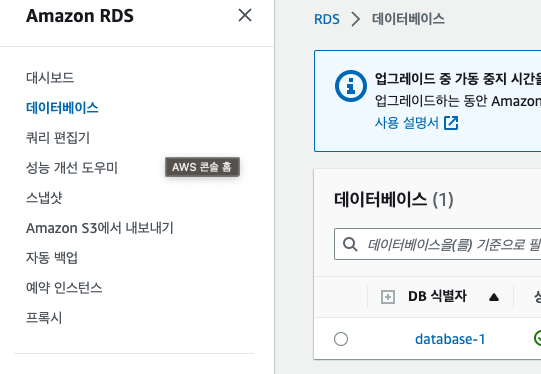 Amazon RDS
대시보드
데이터베이스
쿼리 편집기
성능 개선 도우미
AWS 콘솔 홈
스냅샷
Amazon S3에서 내보내기
자동 백업
예약 인스턴스
프록시
RDS > 데이터베이스
업그레이드 중 가동 중지 시간을
업그레이드하는 동안 Amazon
사용 설명서
데이터베이스 (1)
데이터베이스을(를) 기준으로 필
DB 식별자
database-1